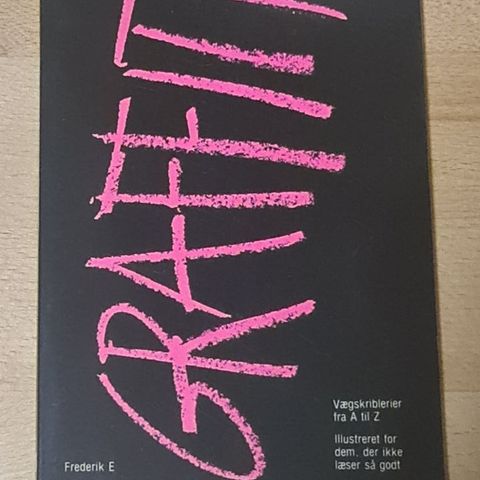 GRAFFITI
Vægskriblerier
fra A til Z
Illustreret for
dem, der ikke
læser så godt
Frederik E